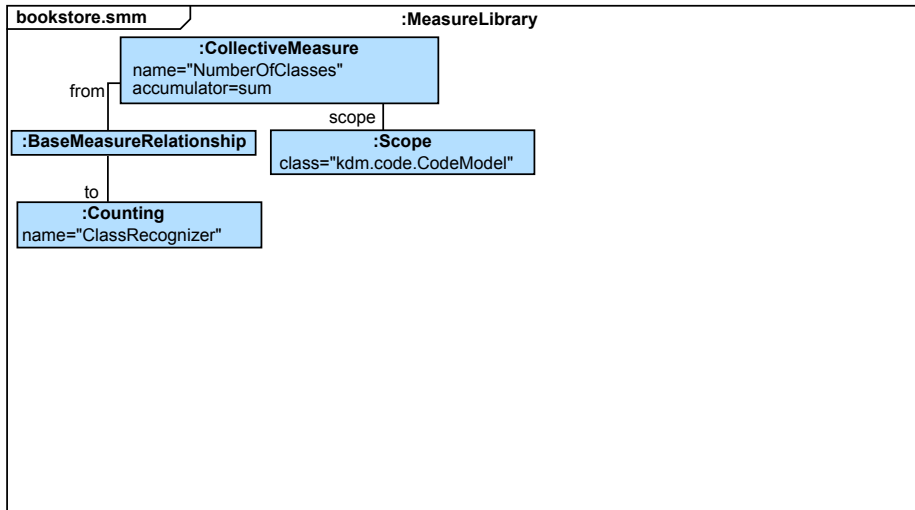 bookstore.smm
:MeasureLibrary
:CollectiveMeasure
name="NumberOfClasses"
accumulator=sum
from
scope
:BaseMeasureRelationship
:Scope
class="kdm.code.CodeModel"
to
:Counting
name="ClassRecognizer"